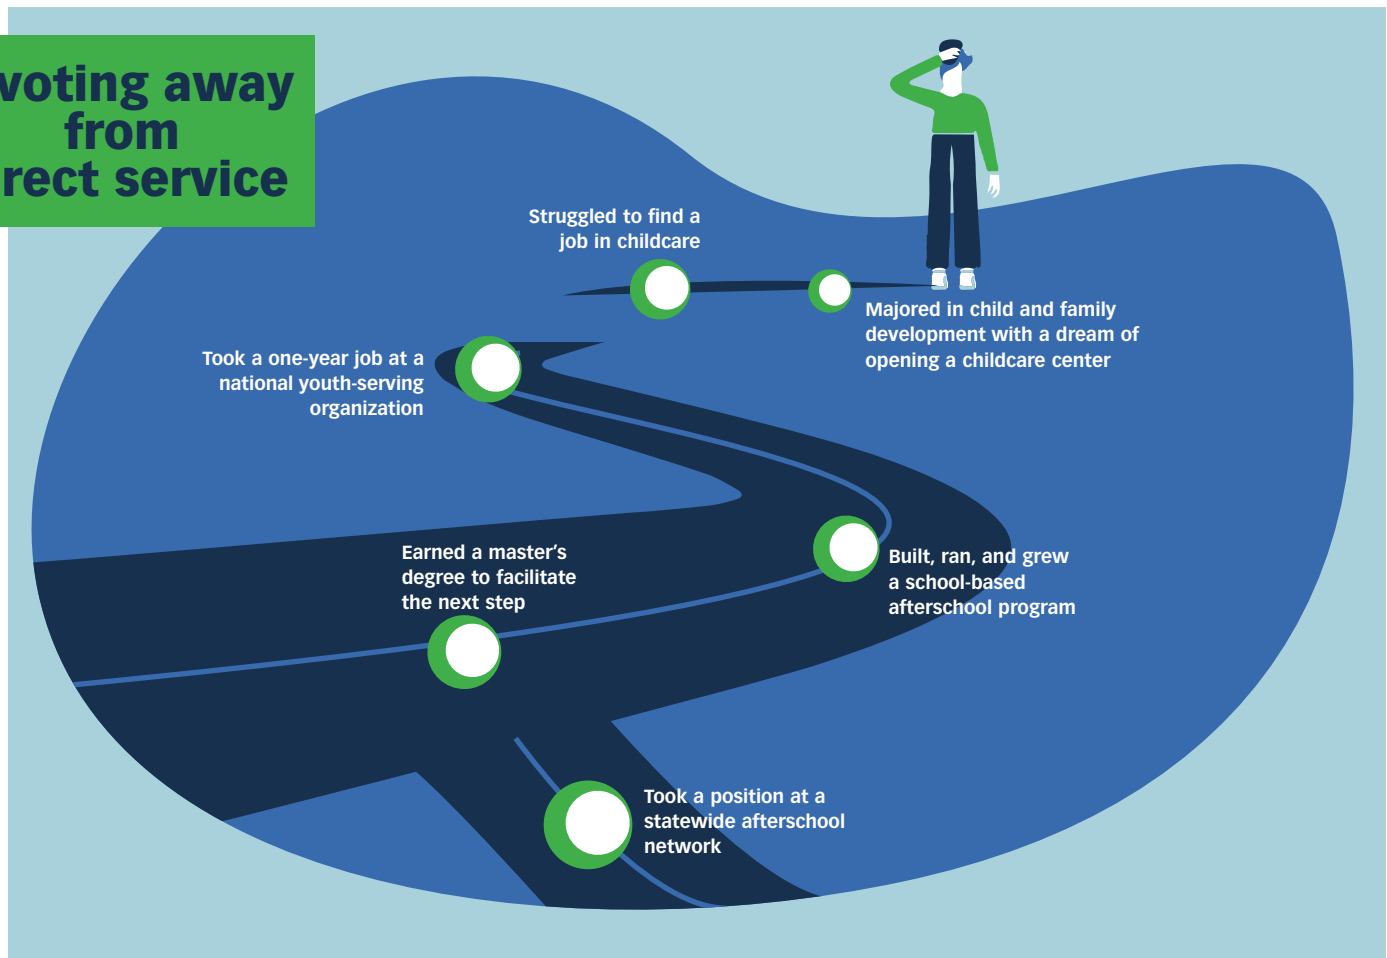 voting away
from
rect service
Struggled to find a
job in childcare
Majored in child and family
development with a dream of
opening a childcare center
Took a one-year job at a
national youth-serving
organization
Built, ran, and grew
a school-based
afterschool program
Earned a master’s
degree to facilitate
the next step
Took a position at a
statewide afterschool
network